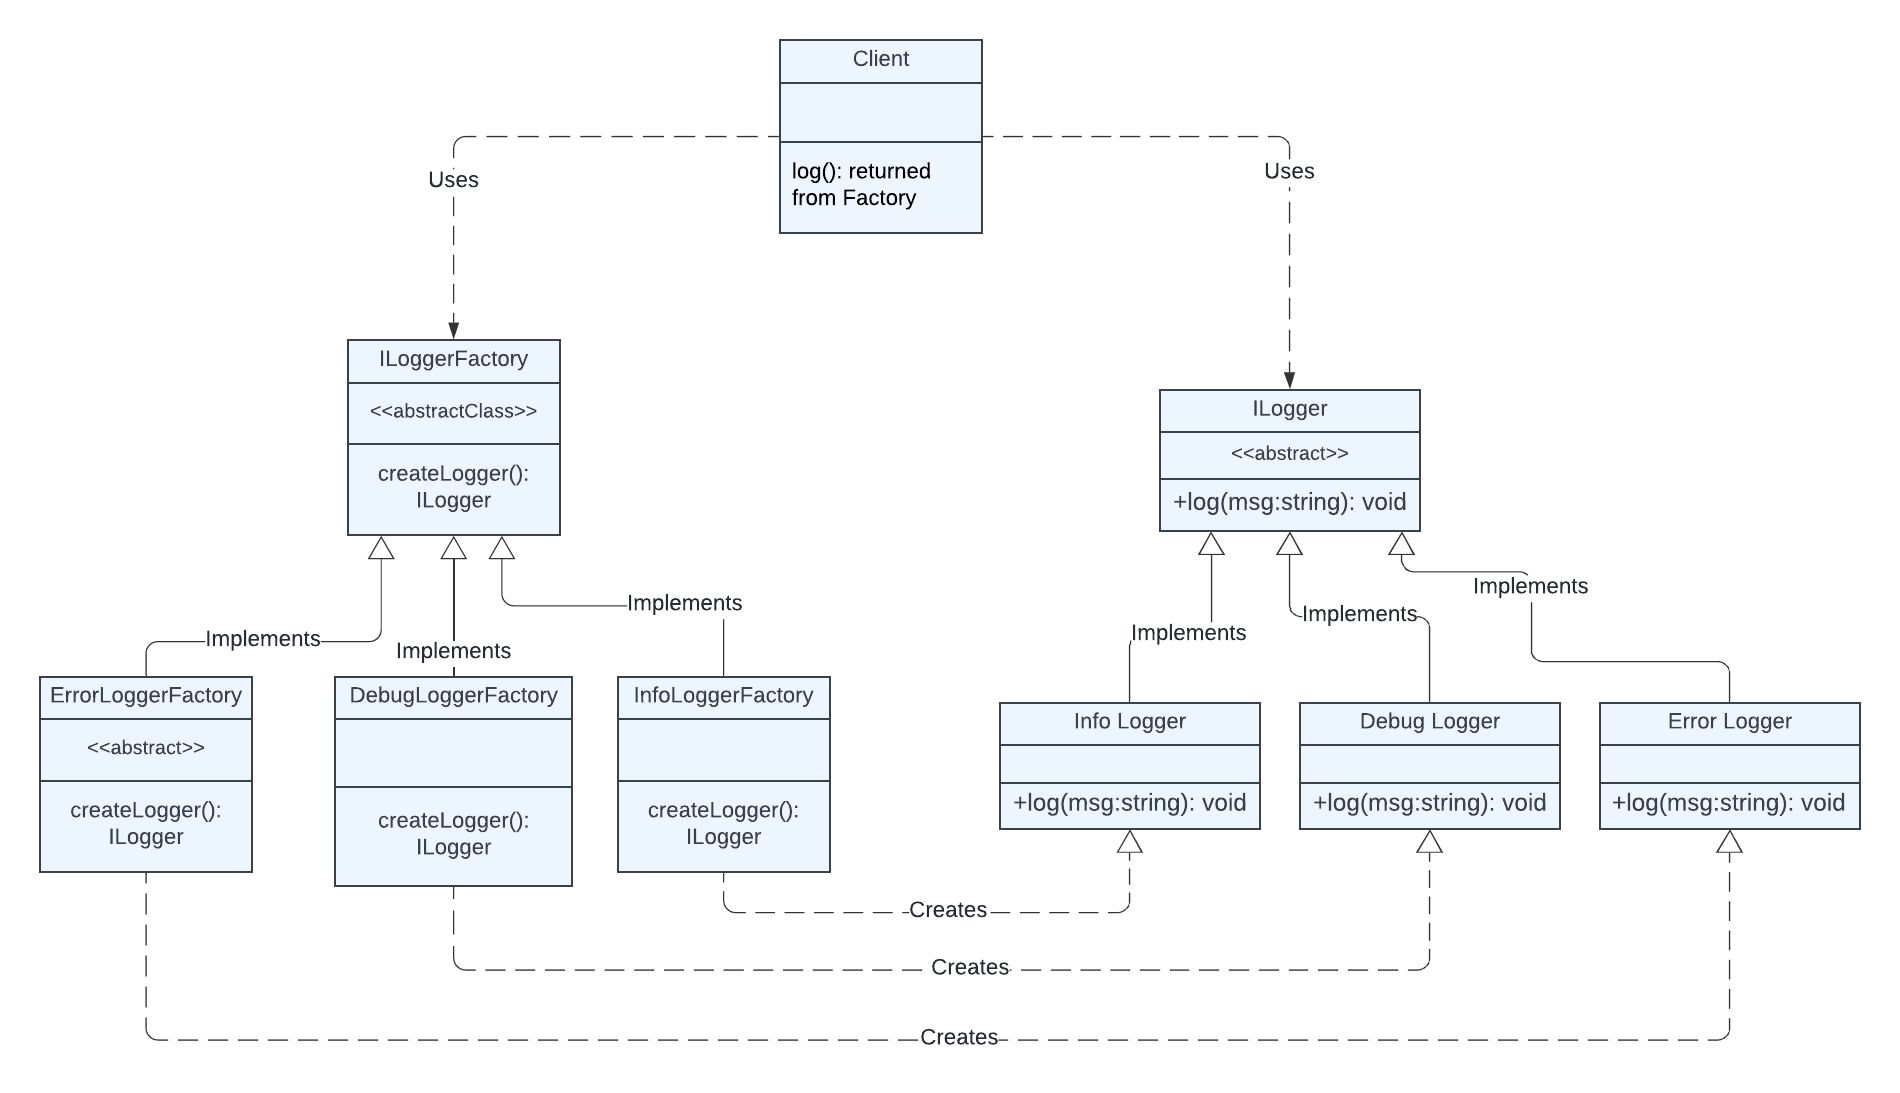 Client
log(): returned
from Factory
Uses
Uses
ILoggerFactory
<<abstractClass>>
createLogger():
ILogger
ILogger
<<abstract>>
+log(msg:string): void
Implements
Implements
Implements
Implements
Implements
Implements
ErrorLoggerFactory
<<abstract>>
createLogger():
ILogger
DebugLoggerFactory
createLogger():
ILogger
InfoLoggerFactory
createLogger():
ILogger
Info Logger
+log(msg:string): void
Debug Logger
+log(msg:string): void
Error Logger
+log(msg:string): void
Creates
Creates
Creates